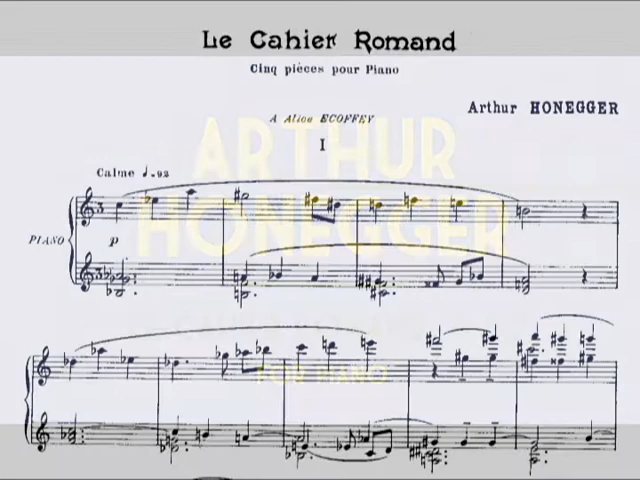 Le Cahier Romand
Cinq pièces pour Piano
Arthur HONEGGER
A Alice ECOFFEY
ARTHUR
HONEGGER
I
Calme ♩.=92
PIANO
p
FOR PIANO